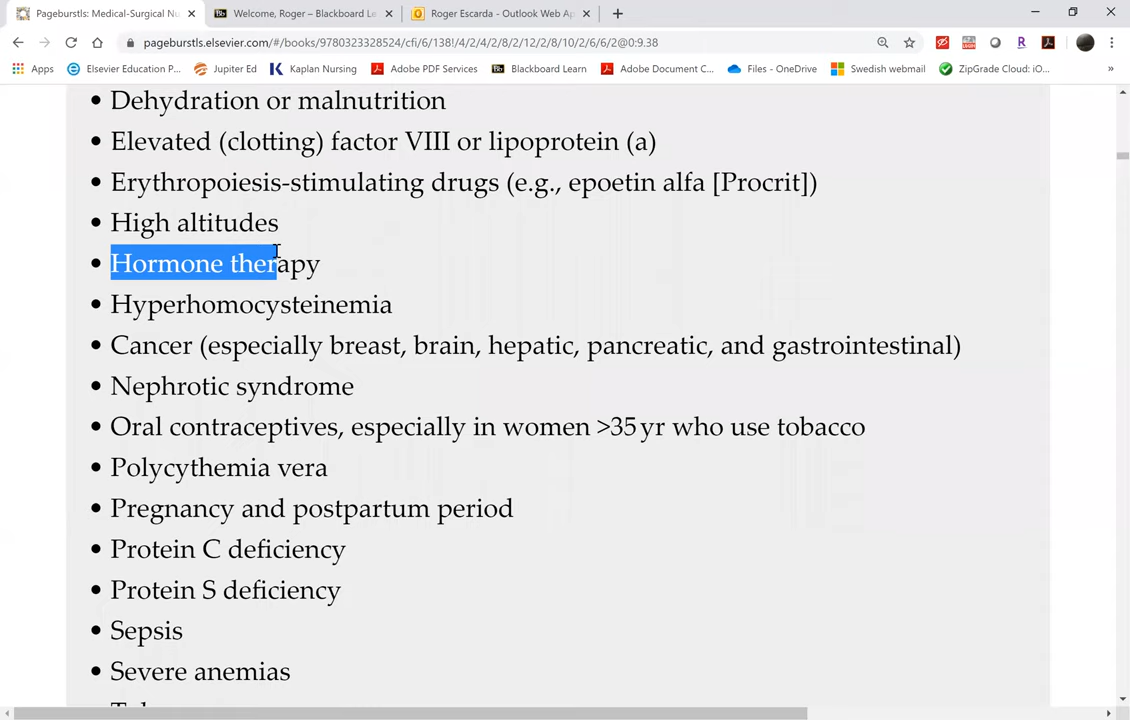 Pageburstls: Medical-Surgical Nu
Welcome, Roger – Blackboard Le
Roger Escarda - Outlook Web Ap
pageburstls.elsevier.com/#/books/9780323328524/cfi/6/138!/4/2/4/2/8/2/12/2/8/10/2/6/6/2@0:9.38
Apps
Elsevier Education P...
Jupiter Ed
Kaplan Nursing
Adobe PDF Services
Blackboard Learn
Adobe Document C...
Files - OneDrive
Swedish webmail
ZipGrade Cloud: iO...
• Dehydration or malnutrition
• Elevated (clotting) factor VIII or lipoprotein (a)
• Erythropoiesis-stimulating drugs (e.g., epoetin alfa [Procrit])
• High altitudes
• Hormone therapy
• Hyperhomocysteinemia
• Cancer (especially breast, brain, hepatic, pancreatic, and gastrointestinal)
• Nephrotic syndrome
• Oral contraceptives, especially in women >35 yr who use tobacco
• Polycythemia vera
• Pregnancy and postpartum period
• Protein C deficiency
• Protein S deficiency
• Sepsis
• Severe anemias